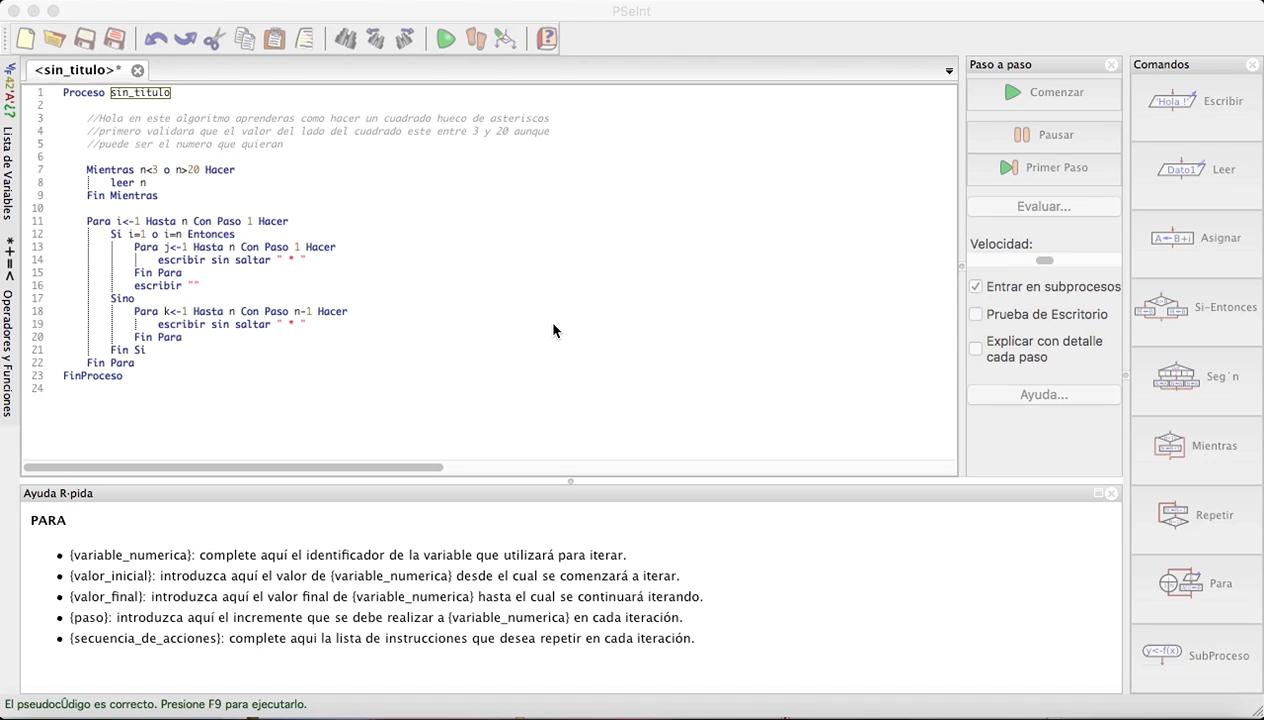 PSeInt
<sin_titulo>*
Lista de Variables
*+=<
Operadores y Funciones
1 Proceso sin_titulo
2
3 //Hola en este algoritmo aprenderas como hacer un cuadrado hueco de asteriscos
4 //primero validara que el valor del lado del cuadrado este entre 3 y 20 aunque
5 //puede ser el numero que quieran
6
7 Mientras n<3 o n>20 Hacer
8 leer n
9 Fin Mientras
10
11 Para i<-1 Hasta n Con Paso 1 Hacer
12 Si i=1 o i=n Entonces
13 Para j<-1 Hasta n Con Paso 1 Hacer
14 escribir sin saltar " * "
15 Fin Para
16 escribir ""
17 Sino
18 Para k<-1 Hasta n Con Paso n-1 Hacer
19 escribir sin saltar " * "
20 Fin Para
21 Fin Si
22 Fin Para
23 FinProceso
24
Paso a paso
Comenzar
Pausar
Primer Paso
Evaluar...
Velocidad:
Entrar en subprocesos
Prueba de Escritorio
Explicar con detalle
cada paso
Ayuda...
Comandos
'Hola !' Escribir
Dato1 Leer
A←B+i Asignar
Si-Entonces
Seg´n
Mientras
Repetir
Para
y<-f(x) SubProceso
Ayuda R-pida
PARA
• {variable_numerica}: complete aquí el identificador de la variable que utilizará para iterar.
• {valor_inicial}: introduzca aquí el valor de {variable_numerica} desde el cual se comenzará a iterar.
• {valor_final}: introduzca aquí el valor final de {variable_numerica} hasta el cual se continuará iterando.
• {paso}: introduzca aquí el incremente que se debe realizar a {variable_numerica} en cada iteración.
• {secuencia_de_acciones}: complete aqui la lista de instrucciones que desea repetir en cada iteración.
El pseudocÛdigo es correcto. Presione F9 para ejecutarlo.